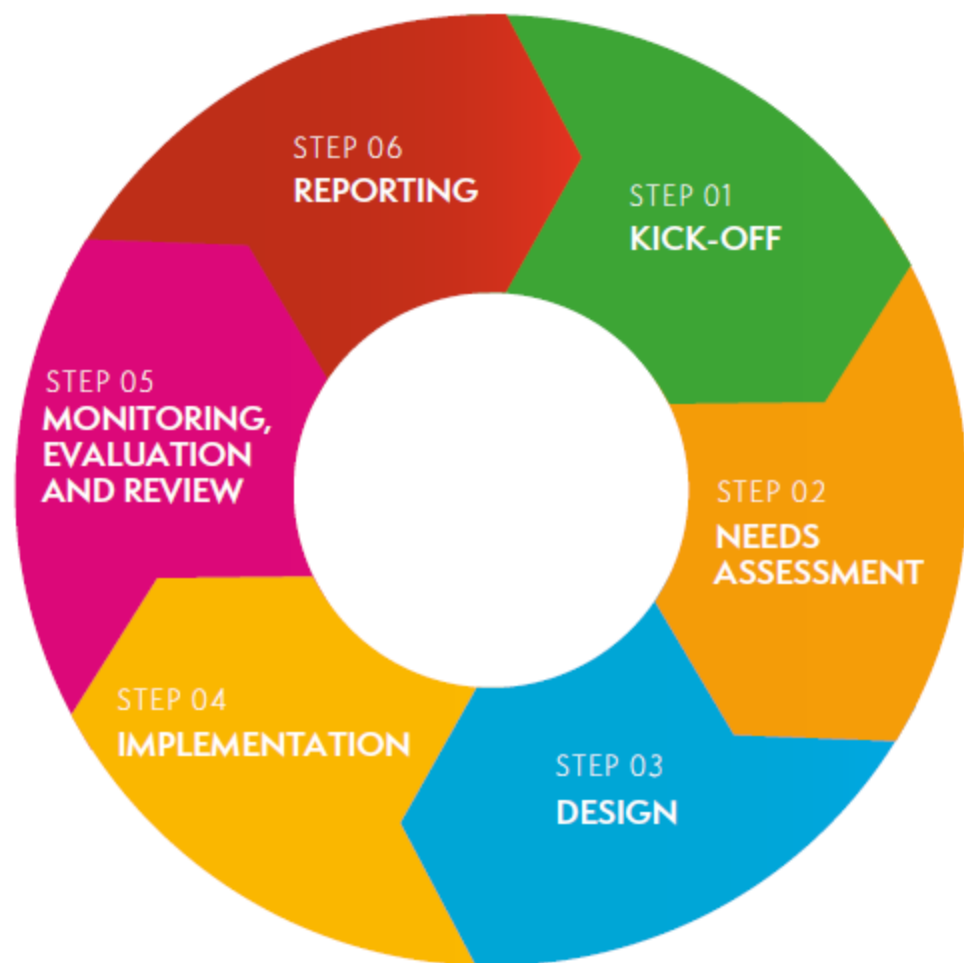 STEP 01
KICK-OFF
STEP 02
NEEDS
ASSESSMENT
STEP 03
DESIGN
STEP 04
IMPLEMENTATION
STEP 05
MONITORING,
EVALUATION
AND REVIEW
STEP 06
REPORTING